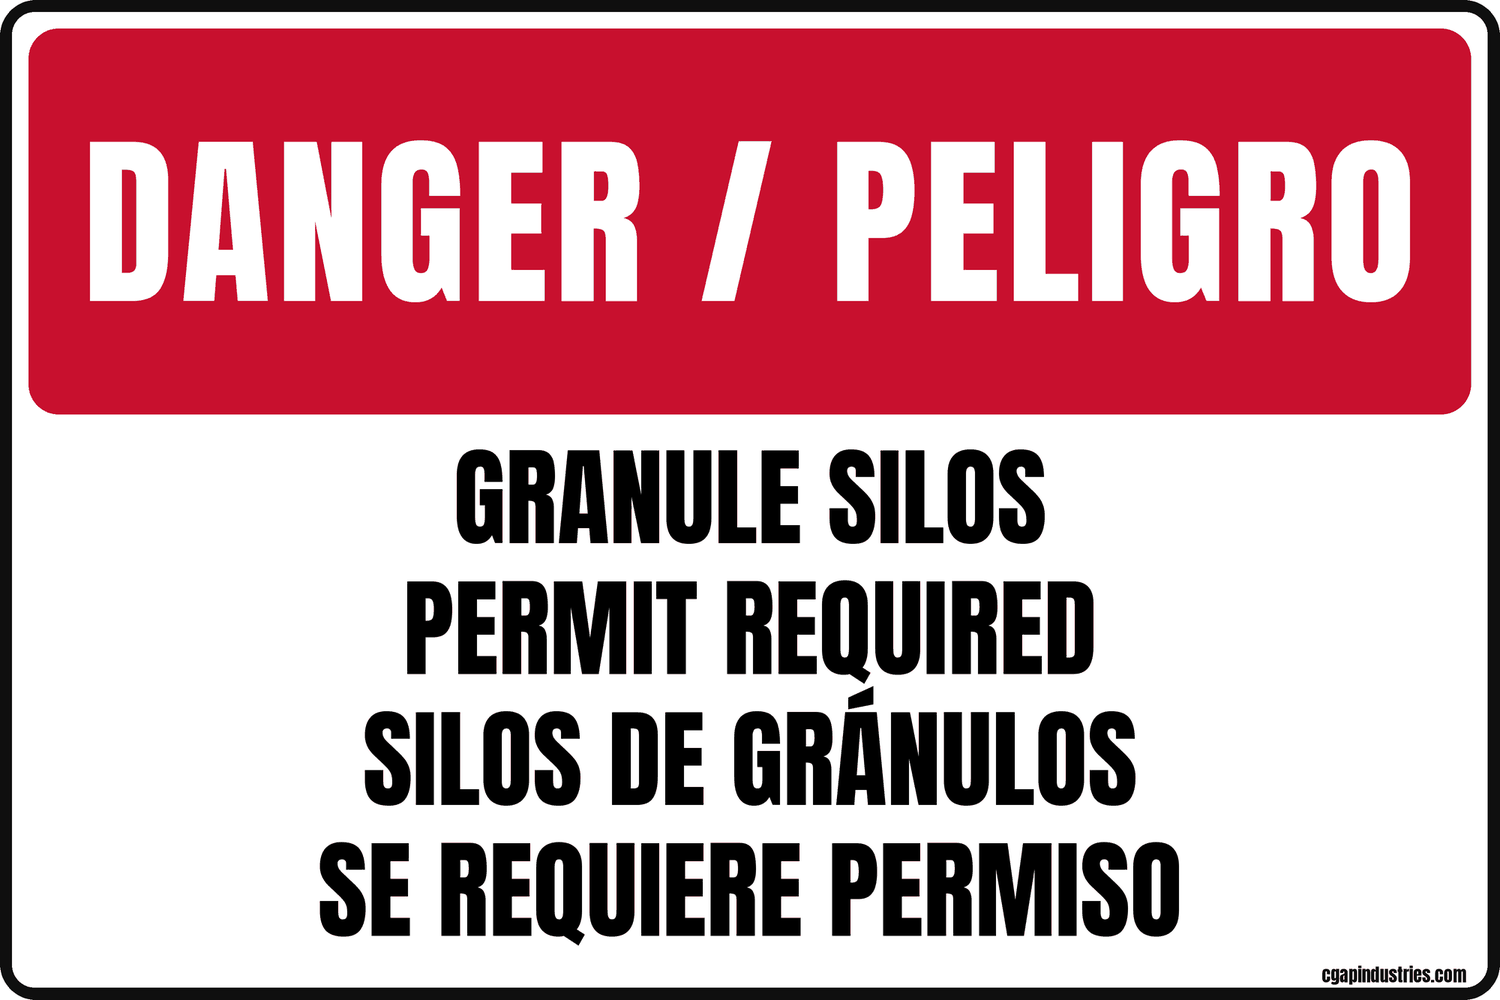 DANGER / PELIGRO
GRANULE SILOS
PERMIT REQUIRED
SILOS DE GRÁNULOS
SE REQUIERE PERMISO
cgapindustries.com